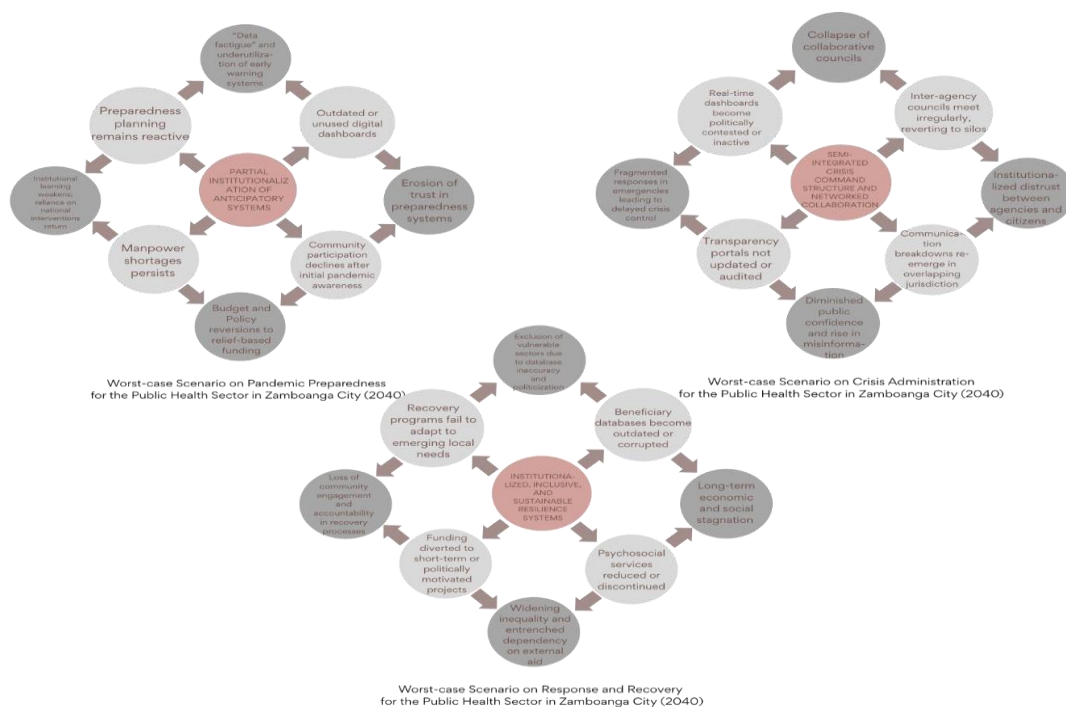 "Data
factigue" and
underutiliza-
tion of early
warning
systems
Preparedness
planning
remains reactive
Outdated or
unused digital
dashboards
Institutional
learning
weakens;
reliance on
national
interventions
return
PARTIAL
INSTITUTIONALIZ
ATION OF
ANTICIPATORY
SYSTEMS
Erosion of
trust in
preparedness
systems
Manpower
shortages
persists
Community
participation
declines after
initial pandemic
awareness
Budget and
Policy
reversions to
relief-based
funding
Worst-case Scenario on Pandemic Preparedness
for the Public Health Sector in Zamboanga City (2040)
Collapse of
collaborative
councils
Real-time
dashboards
become
politically
contested or
inactive
Inter-agency
councils meet
irregularly,
reverting to silos
Fragmented
responses in
emergencies
leading to
delayed crisis
control
SEMI-
INTEGRATED
CRISIS
COMMAND
STRUCTURE AND
NETWORKED
COLLABORATION
Institutiona-
lized distrust
between
agencies and
citizens
Transparency
portals not
updated or
audited
Communica-
tion
breakdowns re-
emerge in
overlapping
jurisdiction
Diminished
public
confidence
and rise in
misinforma-
tion
Worst-case Scenario on Crisis Administration
for the Public Health Sector in Zamboanga City (2040)
Exclusion of
vulnerable
sectors due to
database
inaccuracy
and
politicization
Recovery
programs fail to
adapt to
emerging local
needs
Beneficiary
databases become
outdated or
corrupted
Loss of
community
engagement
and
accountability
in recovery
processes
INSTITUTIONA-
LIZED, INCLUSIVE,
AND
SUSTAINABLE
RESILIENCE
SYSTEMS
Long-term
economic
and social
stagnation
Funding
diverted to
short-term or
politically
motivated
projects
Psychosocial
services
reduced or
discontinued
Widening
inequality and
entrenched
dependency
on external
aid
Worst-case Scenario on Response and Recovery
for the Public Health Sector in Zamboanga City (2040)